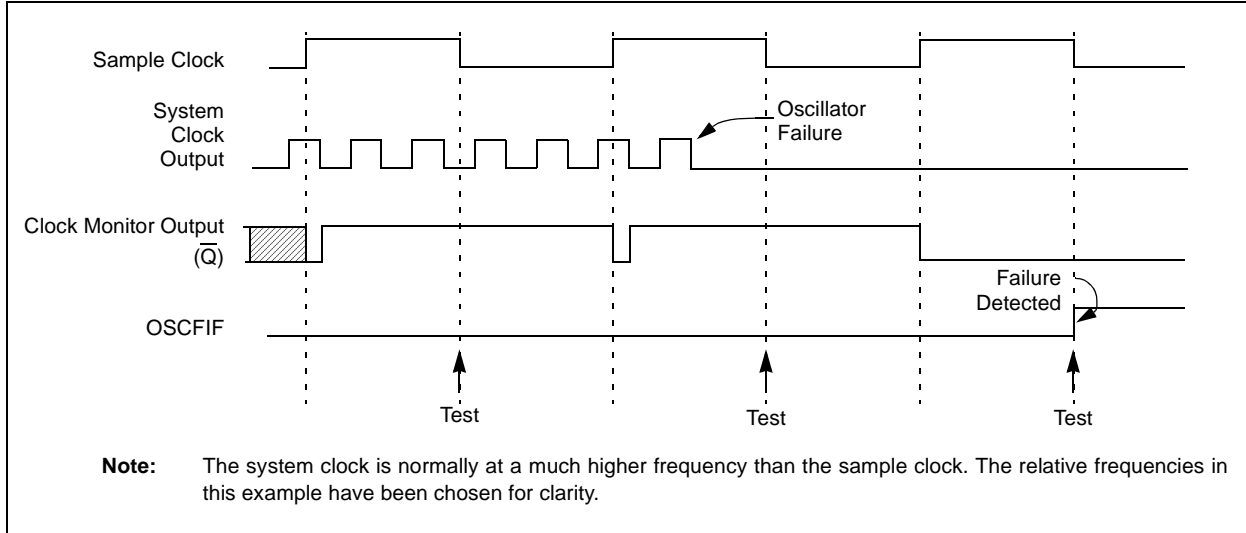 Sample Clock
System
Clock
Output
Oscillator
Failure
Clock Monitor Output
(Q̅)
Failure
Detected
OSCFIF
Test
Test
Test
Note: The system clock is normally at a much higher frequency than the sample clock. The relative frequencies in
this example have been chosen for clarity.